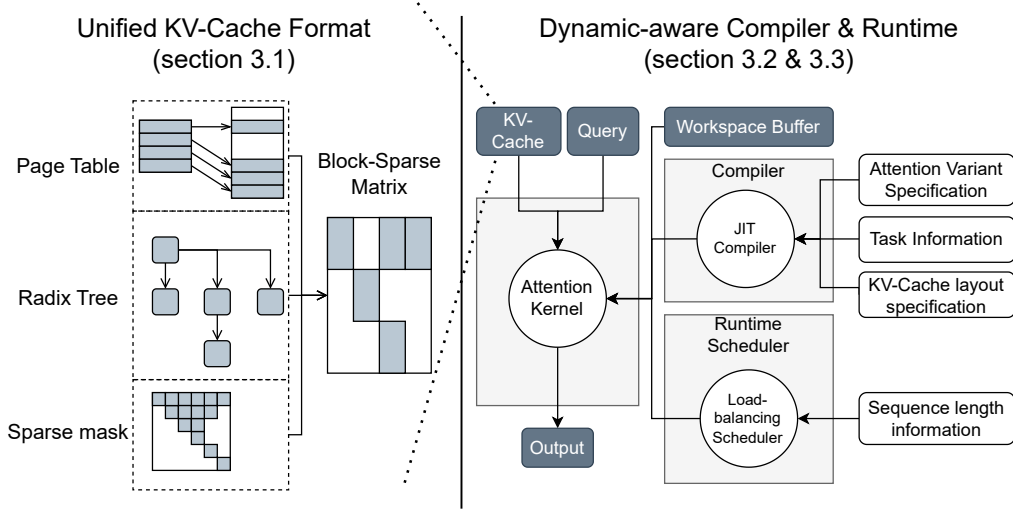 Unified KV-Cache Format
(section 3.1)
Page Table
Radix Tree
Sparse mask
Block-Sparse
Matrix
Dynamic-aware Compiler & Runtime
(section 3.2 & 3.3)
KV-
Cache
Query
Workspace Buffer
Attention
Kernel
Output
Compiler
JIT
Compiler
Attention Variant
Specification
Task Information
KV-Cache layout
specification
Runtime
Scheduler
Load-
balancing
Scheduler
Sequence length
information